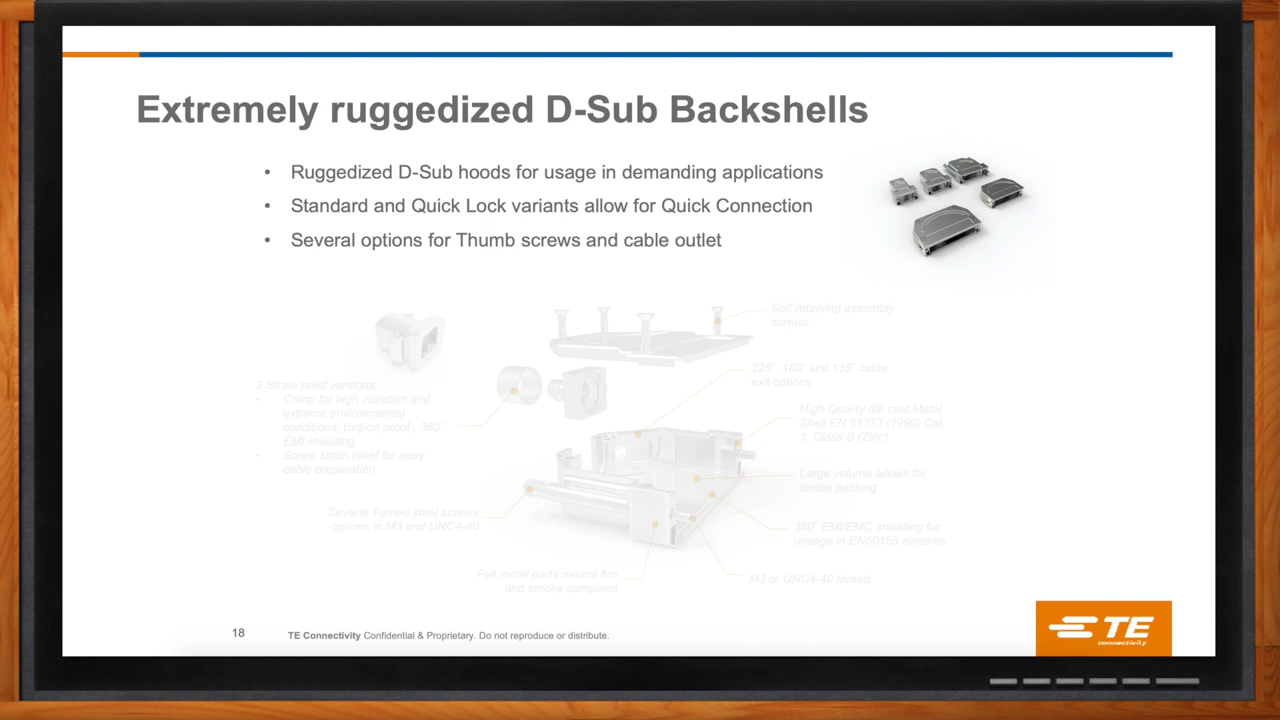 Extremely ruggedized D-Sub Backshells
• Ruggedized D-Sub hoods for usage in demanding applications
• Standard and Quick Lock variants allow for Quick Connection
• Several options for Thumb screws and cable outlet
Self retaining assembly
screws
225°, 180° and 135° cable
exit options
2 Strain relief versions:
• Crimp for high vibration and
extreme environmental
conditions, torsion proof , 360°
EMI shielding
• Screw strain relief for easy
cable preparation
High Quality die cast Metal
Shell EN 61373 (1999) Cat.
1, Class B (Zinc)
Large volume allows for
dense packing
Several Turned steel screws
options in M3 and UNC4-40
360° EMI/EMC shielding for
useage in EN50155 systems
Full metal parts means fire
and smoke compliant
M3 or UNC4-40 thread
18
TE Connectivity Confidential & Proprietary. Do not reproduce or distribute.
TE
connectivity